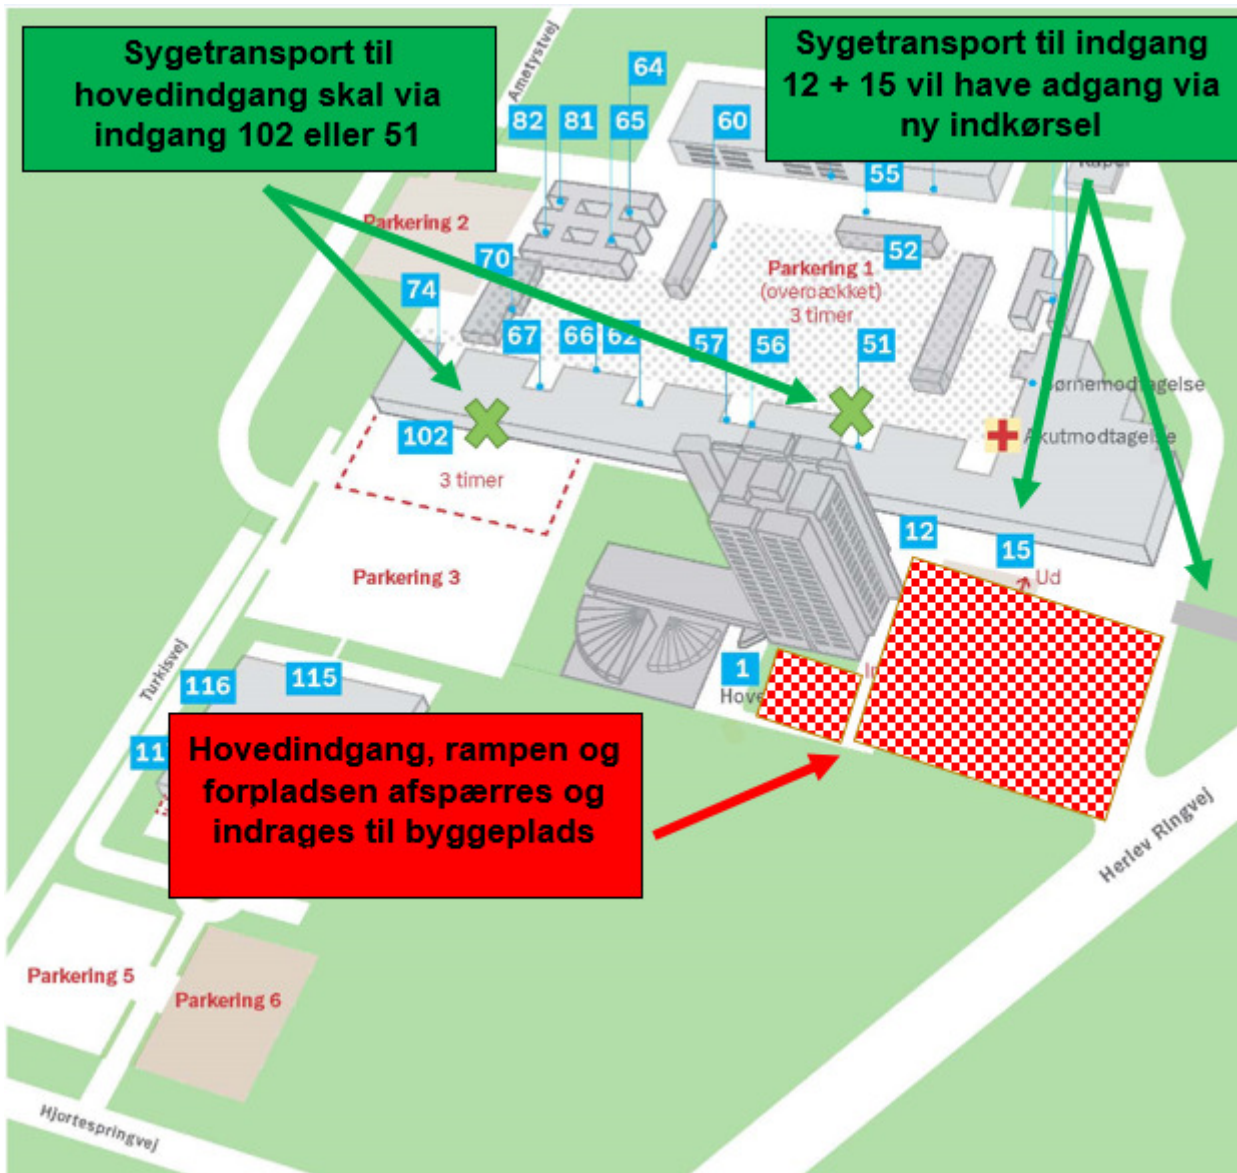 Sygetransport til
hovedindgang skal via
indgang 102 eller 51
Sygetransport til indgang
12 + 15 vil have adgang via
ny indkørsel
Ametystvej
64
82
81
65
60
55
Parkering 2
52
70
Parkering 1
(overdækket)
3 timer
74
67
66
62
57
56
51
Børnemodtagelse
Akutmodtagelse
102
3 timer
12
15
Ud
Parkering 3
Turkisvej
116
115
1
Hovedindgang, rampen og
forpladsen afspærres og
indrages til byggeplads
Herlev Ringvej
Parkering 5
Parkering 6
Hjortespringvej